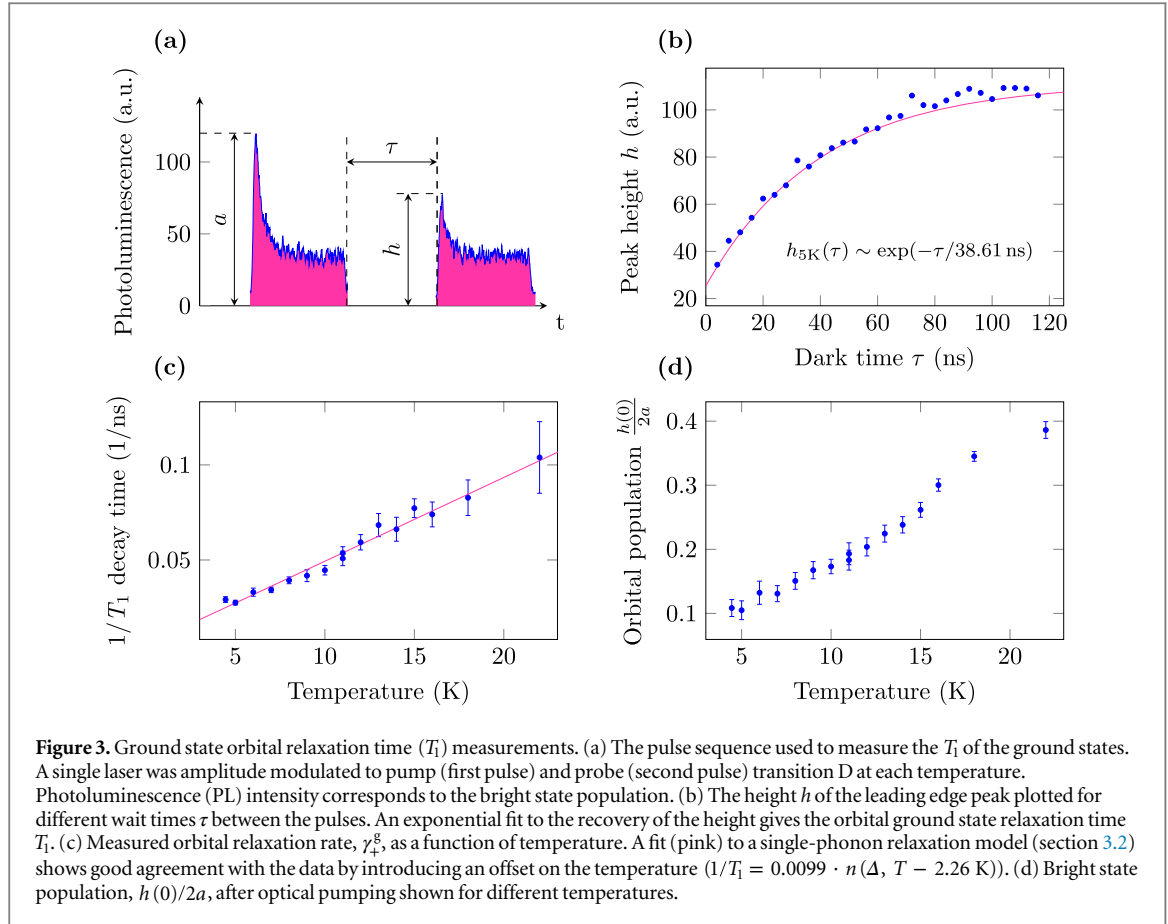 (a)
Photoluminescence (a.u.)
100
50
0
a
τ
h
t
(b)
Peak height h (a.u.)
100
80
60
40
20
h5K(τ) ∼ exp(−τ/38.61 ns)
0 20 40 60 80 100 120
Dark time τ (ns)
(c)
1/T1 decay time (1/ns)
0.1
0.05
5 10 15 20
Temperature (K)
(d)
Orbital population h(0)/2a
0.4
0.3
0.2
0.1
5 10 15 20
Temperature (K)
Figure 3. Ground state orbital relaxation time (T1) measurements. (a) The pulse sequence used to measure the T1 of the ground states.
A single laser was amplitude modulated to pump (first pulse) and probe (second pulse) transition D at each temperature.
Photoluminescence (PL) intensity corresponds to the bright state population. (b) The height h of the leading edge peak plotted for
different wait times τ between the pulses. An exponential fit to the recovery of the height gives the orbital ground state relaxation time
T1. (c) Measured orbital relaxation rate, γ₊ᵍ, as a function of temperature. A fit (pink) to a single-phonon relaxation model (section 3.2)
shows good agreement with the data by introducing an offset on the temperature (1/T1 = 0.0099 · n(Δ, T − 2.26 K)). (d) Bright state
population, h(0)/2a, after optical pumping shown for different temperatures.